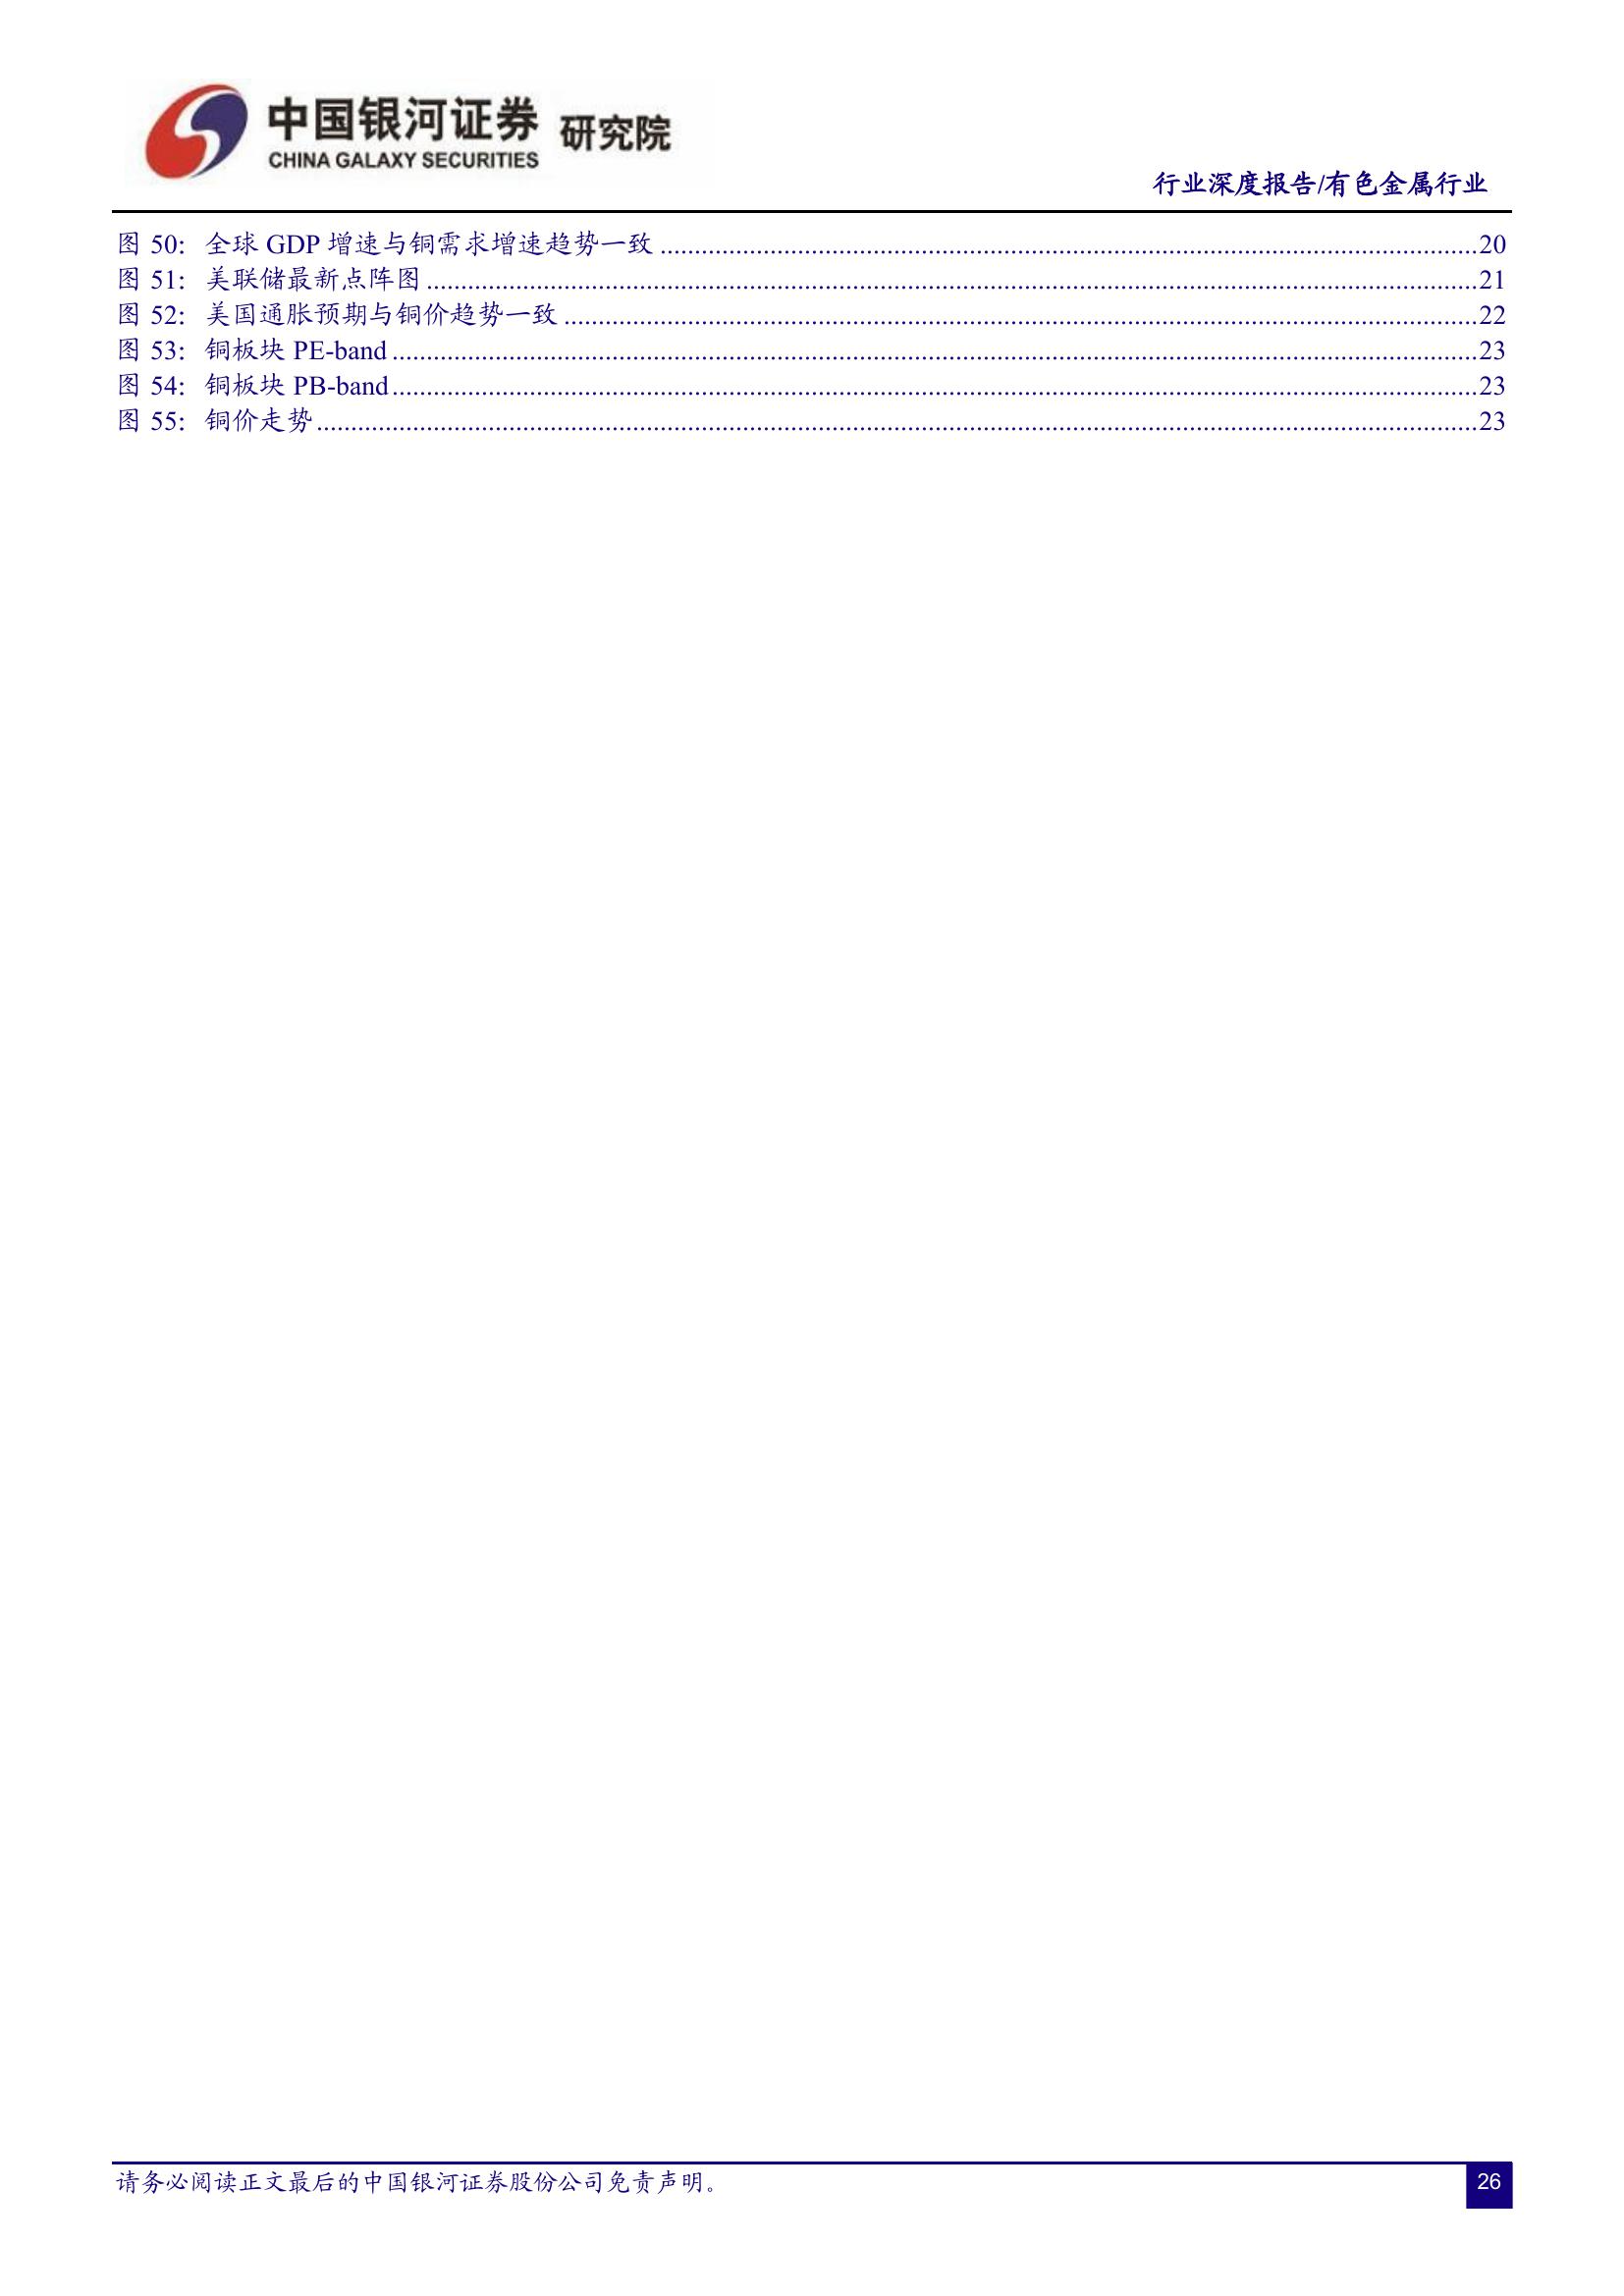 中国银河证券 研究院
CHINA GALAXY SECURITIES
行业深度报告/有色金属行业
图 50: 全球 GDP 增速与铜需求增速趋势一致 ........................ 20
图 51: 美联储最新点阵图 ........................ 21
图 52: 美国通胀预期与铜价趋势一致 ........................ 22
图 53: 铜板块 PE-band ........................ 23
图 54: 铜板块 PB-band ........................ 23
图 55: 铜价走势 ........................ 23
请务必阅读正文最后的中国银河证券股份公司免责声明。
26